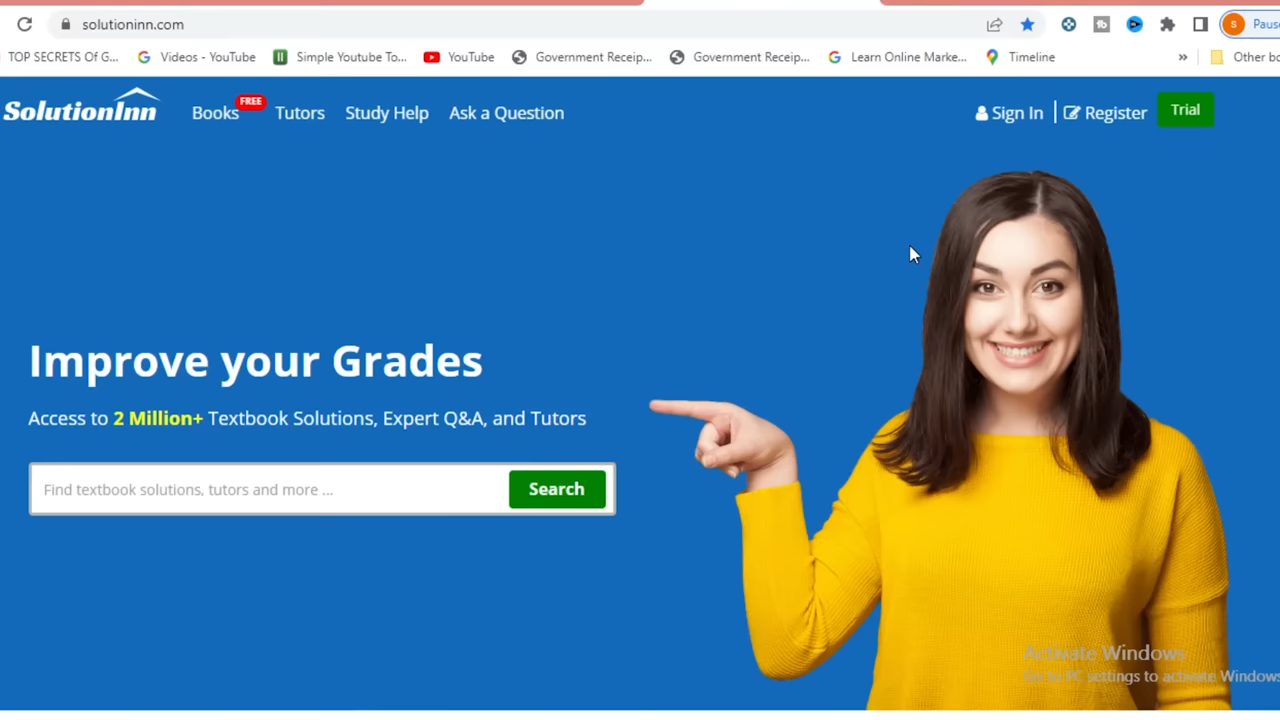 solutioninn.com
S Paus
TOP SECRETS Of G... Videos - YouTube Simple Youtube To... YouTube Government Receip... Government Receip... Learn Online Marke... Timeline » Other bo
SolutionInn Books FREE Tutors Study Help Ask a Question Sign In | Register Trial
Improve your Grades
Access to 2 Million+ Textbook Solutions, Expert Q&A, and Tutors
Find textbook solutions, tutors and more ... Search
Activate Windows
Go to PC settings to activate Windows